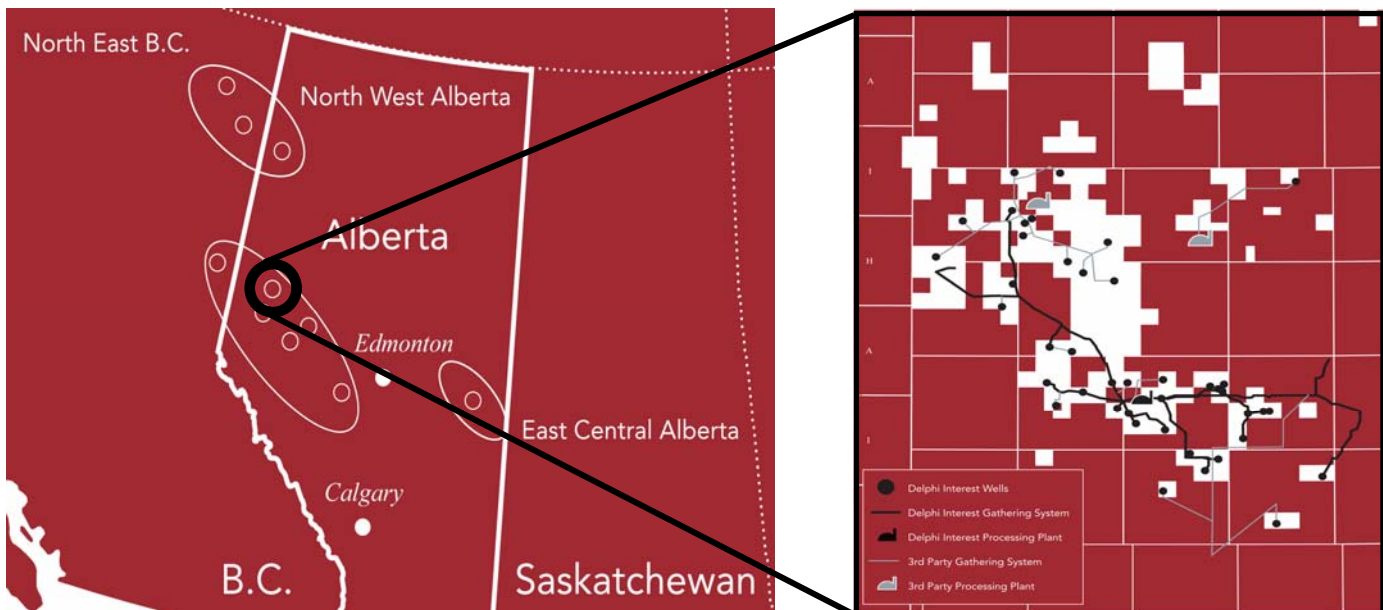 North East B.C.
North West Alberta
Alberta
Edmonton
East Central Alberta
Calgary
B.C.
Saskatchewan
A
I
H
A
J
Delphi Interest Wells
Delphi Interest Gathering System
Delphi Interest Processing Plant
3rd Party Gathering System
3rd Party Processing Plant